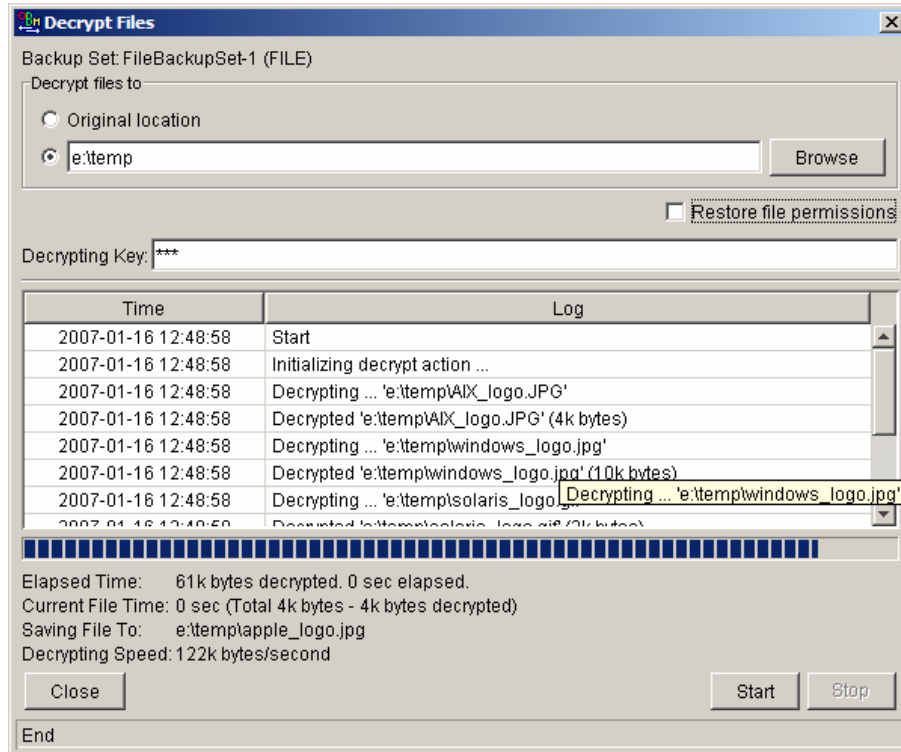 Decrypt Files
Backup Set: FileBackupSet-1 (FILE)
Decrypt files to
Original location
e:\temp
Browse
Restore file permissions
Decrypting Key: ***
Time Log
2007-01-16 12:48:58 Start
2007-01-16 12:48:58 Initializing decrypt action ...
2007-01-16 12:48:58 Decrypting ... 'e:\temp\AIX_logo.JPG'
2007-01-16 12:48:58 Decrypted 'e:\temp\AIX_logo.JPG' (4k bytes)
2007-01-16 12:48:58 Decrypting ... 'e:\temp\windows_logo.jpg'
2007-01-16 12:48:58 Decrypted 'e:\temp\windows_logo.jpg' (10k bytes)
2007-01-16 12:48:58 Decrypting ... 'e:\temp\solaris_logo.gif'
Decrypting ... 'e:\temp\windows_logo.jpg'
Elapsed Time: 61k bytes decrypted. 0 sec elapsed.
Current File Time: 0 sec (Total 4k bytes - 4k bytes decrypted)
Saving File To: e:\temp\apple_logo.jpg
Decrypting Speed: 122k bytes/second
Close
Start
Stop
End